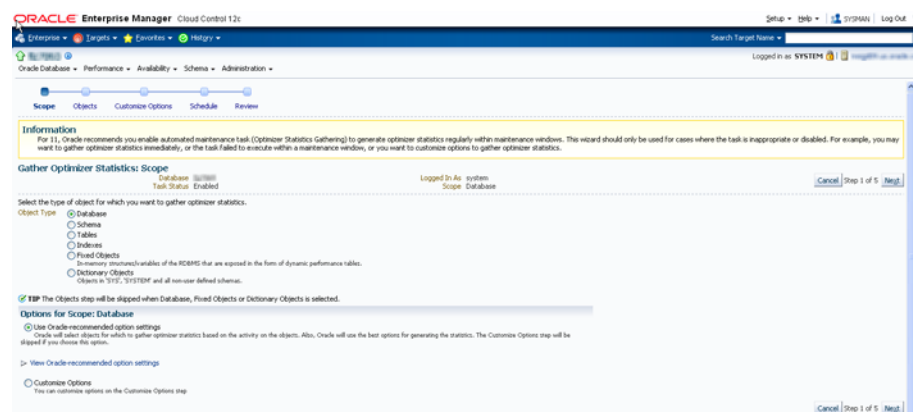 ORACLE Enterprise Manager Cloud Control 12c
Setup Help SYSMAN Log Out
Enterprise Targets Favorites History
Search Target Name
Logged in as SYSTEM
Oracle Database Performance Availability Schema Administration
Scope Objects Customize Options Schedule Review
Information
For 11, Oracle recommends you enable automated maintenance task (Optimizer Statistics Gathering) to generate optimizer statistics regularly within maintenance windows. This wizard should only be used for cases where the task is inappropriate or disabled. For example, you may
want to gather optimizer statistics immediately, or the task failed to execute within a maintenance window, or you want to customize options to gather optimizer statistics.
Gather Optimizer Statistics: Scope
Database
Logged In As system
Task Status Enabled
Scope Database
Cancel Step 1 of 5 Next
Select the type of object for which you want to gather optimizer statistics.
Object Type Database
Schema
Tables
Indexes
Fixed Objects
In-memory structures/variables of the RDBMS that are exposed in the form of dynamic performance tables.
Dictionary Objects
Objects in 'SYS', 'SYSTEM' and all non-user defined schemas.
TIP The Objects step will be skipped when Database, Fixed Objects or Dictionary Objects is selected.
Options for Scope: Database
Use Oracle-recommended option settings
Oracle will select objects for which to gather optimizer statistics based on the activity on the objects. Also, Oracle will use the best options for generating the statistics. The Customize Options step will be
skipped if you choose this option.
View Oracle-recommended option settings
Customize Options
You can customize options on the Customize Options step
Cancel Step 1 of 5 Next